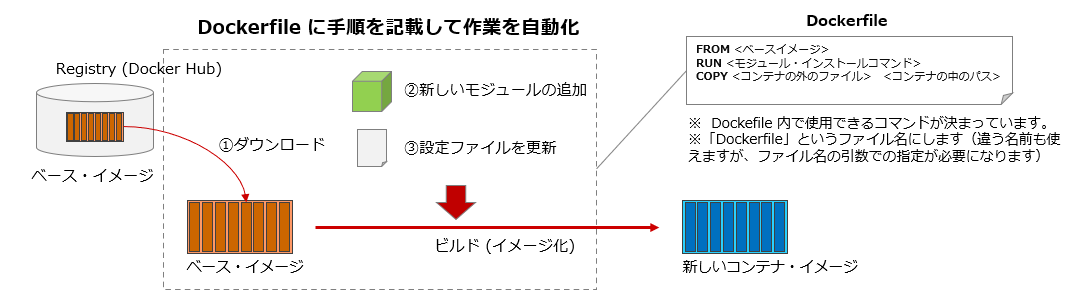 Dockerfile に手順を記載して作業を自動化
Registry (Docker Hub)
ベース・イメージ
①ダウンロード
②新しいモジュールの追加
③設定ファイルを更新
ベース・イメージ
ビルド (イメージ化)
新しいコンテナ・イメージ
Dockerfile
FROM <ベースイメージ>
RUN <モジュール・インストールコマンド>
COPY <コンテナの外のファイル>　<コンテナの中のパス>
※ Dockefile 内で使用できるコマンドが決まっています。
※「Dockerfile」というファイル名にします（違う名前も使
えますが、ファイル名の引数での指定が必要になります）